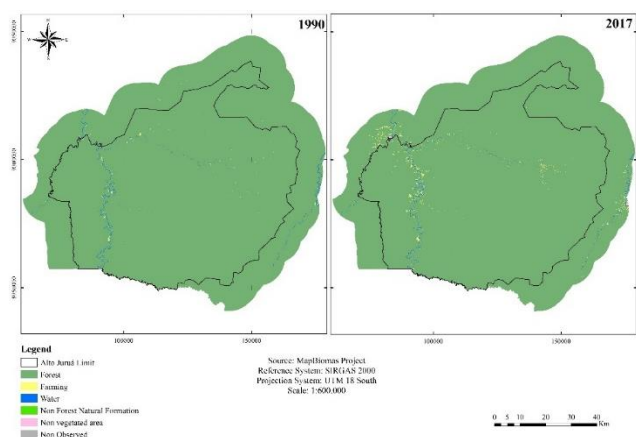 1990
2017
100000
150000
100000
150000
Legend
Alto Juruá Limit
Forest
Farming
Water
Non Forest Natural Formation
Non vegetated area
Non Observed
Source: MapBiomas Project
Reference System: SIRGAS 2000
Projection System: UTM 18 South
Scale: 1:600,000
0 5 10 20 30 40
Km